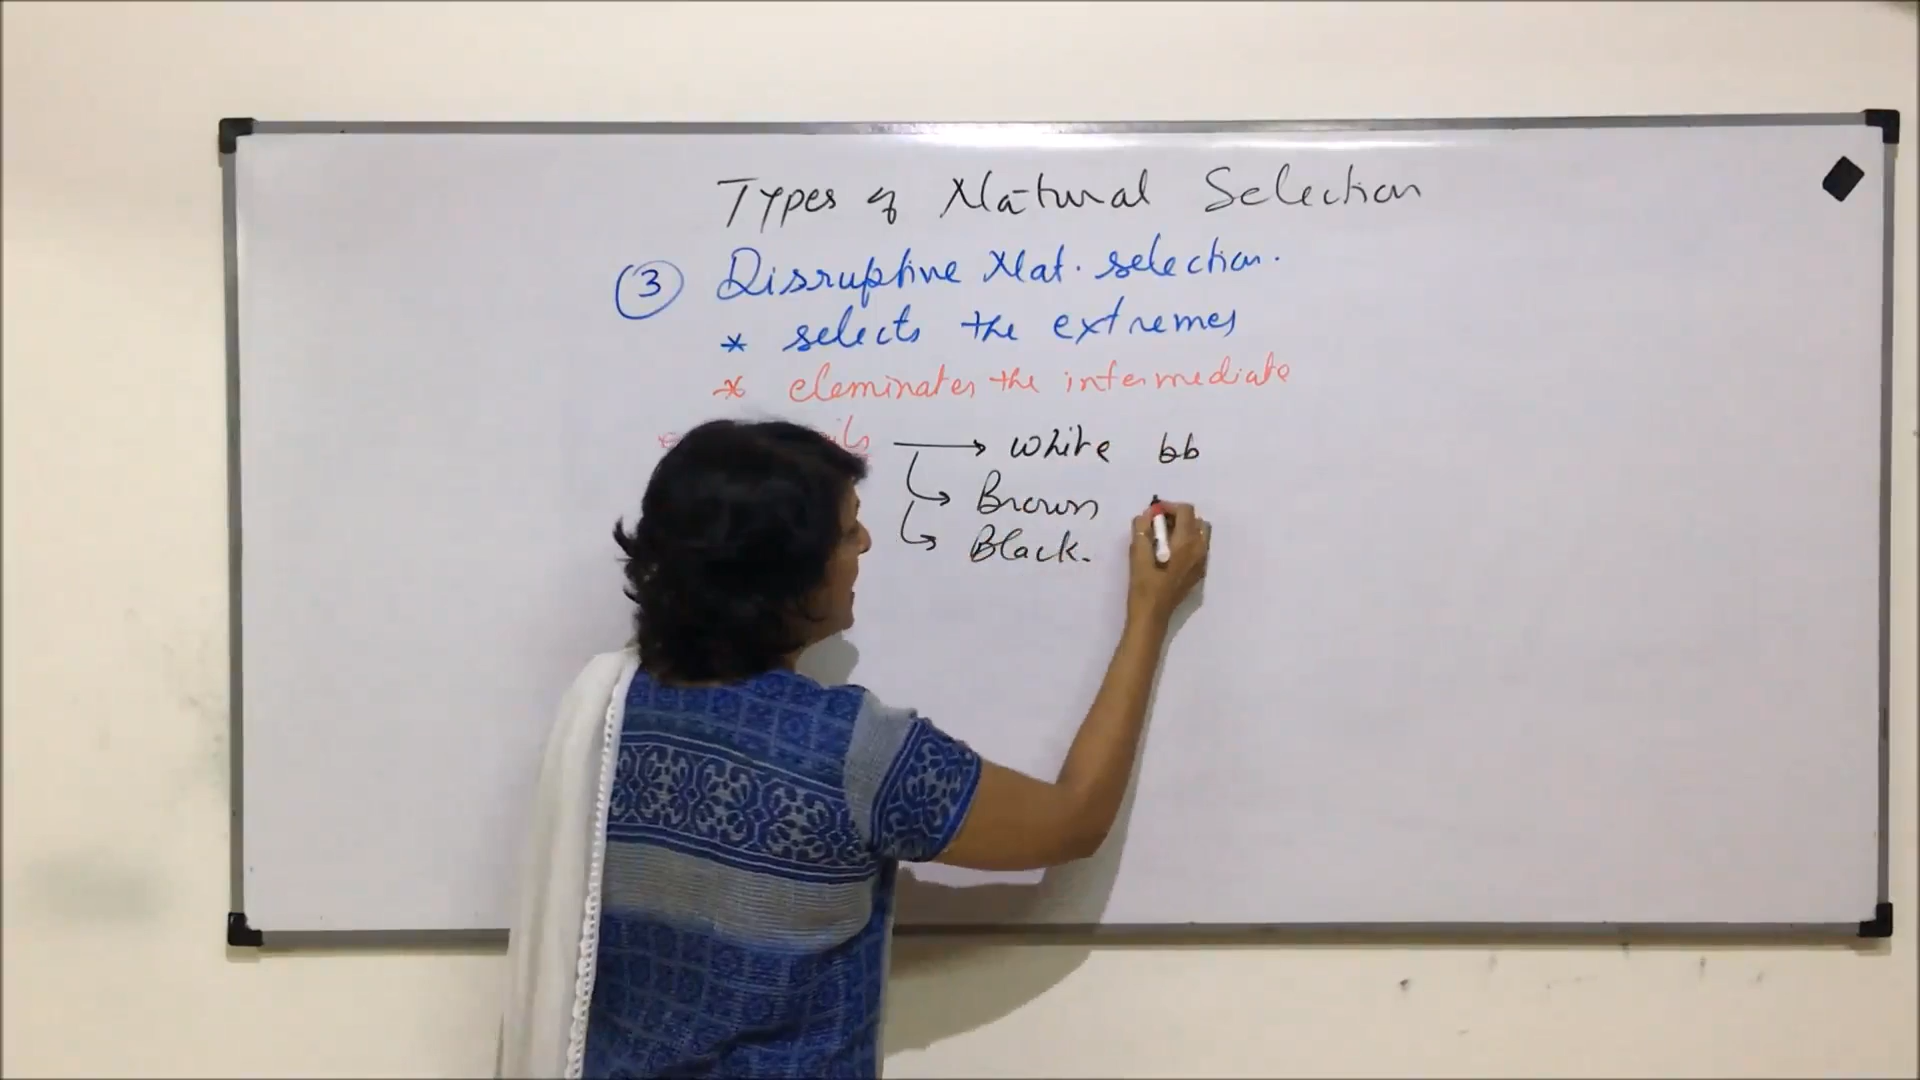 Types of Natural Selection
3 Disruptive Nat. selection.
* selects the extremes
* eleminates the intermediate
→ white bb
→ Brown
→ Black.